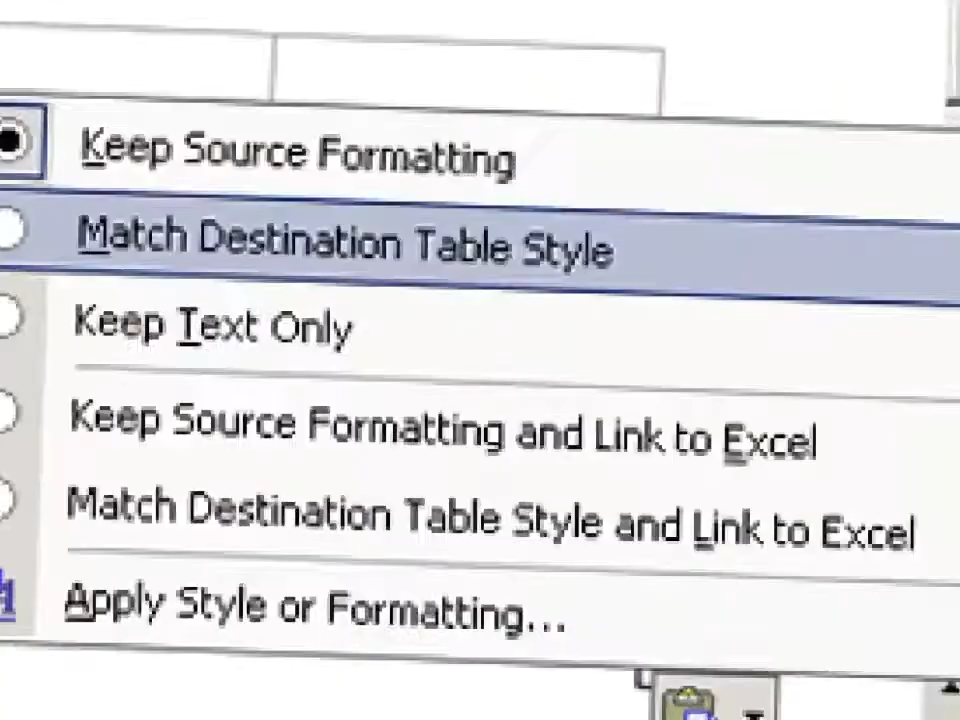 Keep Source Formatting
Match Destination Table Style
Keep Text Only
Keep Source Formatting and Link to Excel
Match Destination Table Style and Link to Excel
Apply Style or Formatting...